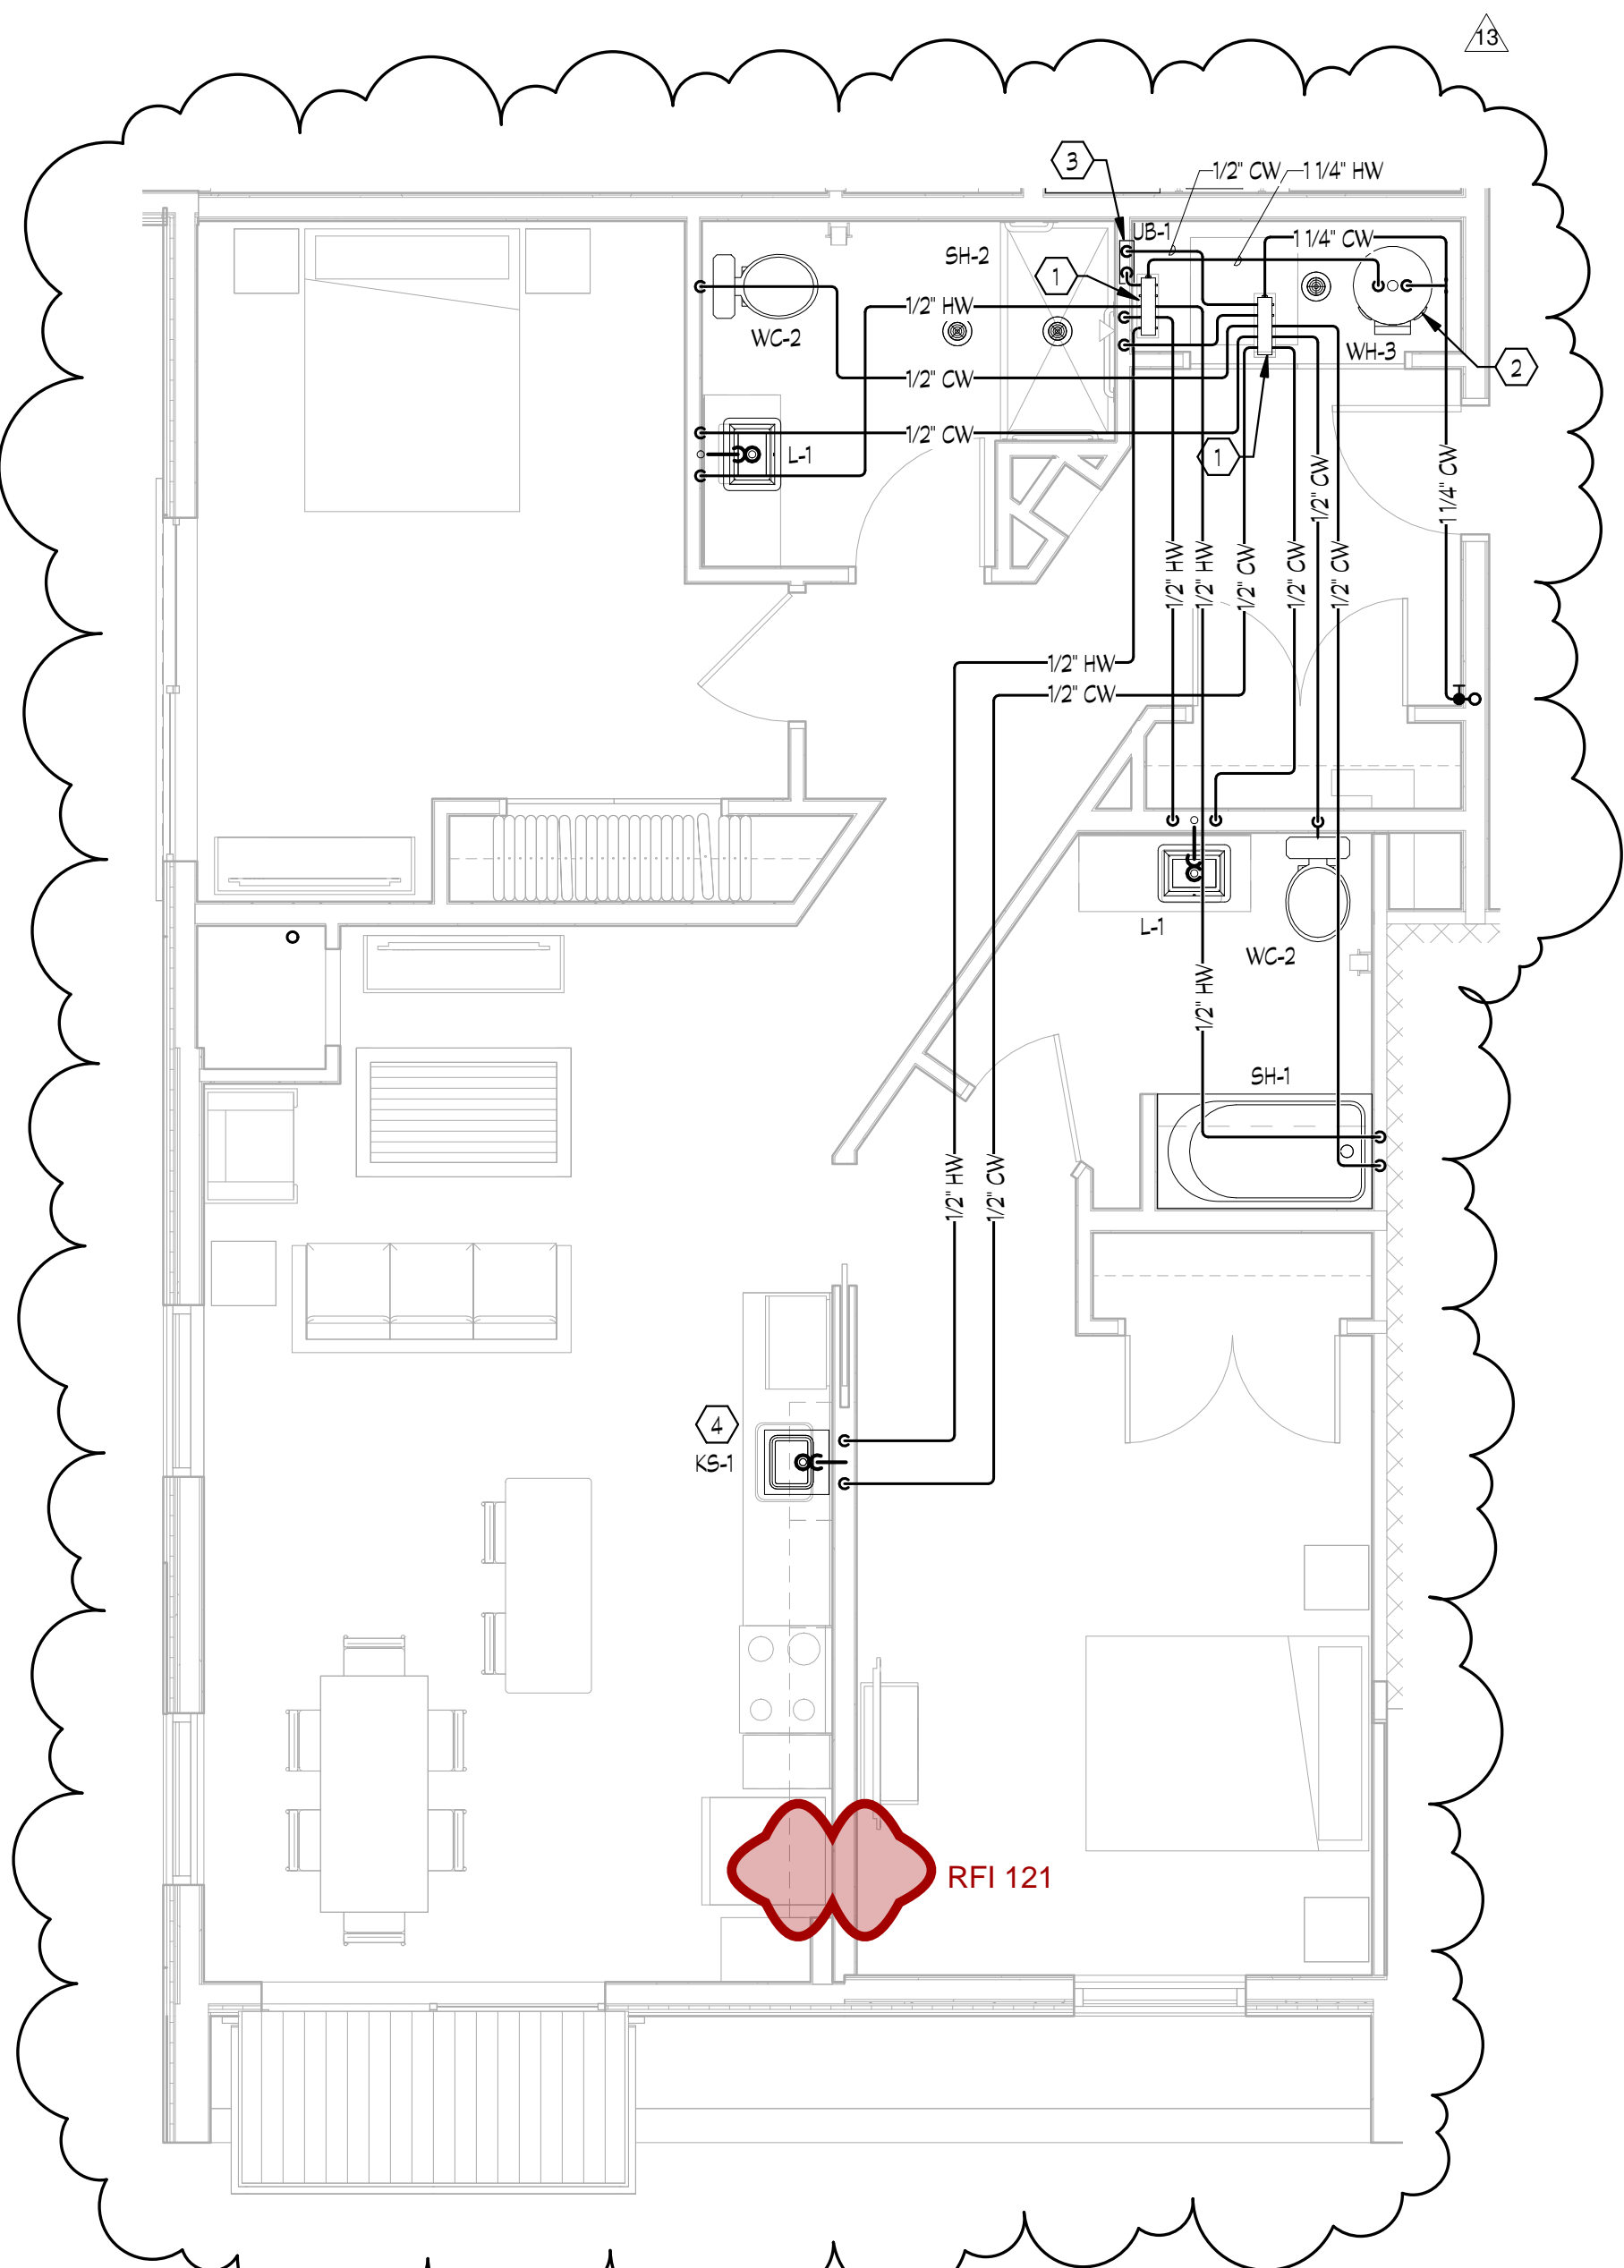 13
3
1/2" CW
1 1/4" HW
UB-1
1 1/4" CW
SH-2
1
1/2" HW
WC-2
WH-3
2
1/2" CW
1/2" CW
L-1
1
1/2" CW
1 1/4" CW
1/2" HW
1/2" HW
1/2" CW
1/2" CW
1/2" CW
1/2" HW
1/2" CW
L-1
WC-2
1/2" HW
SH-1
1/2" HW
1/2" CW
4
KS-1
RFI 121